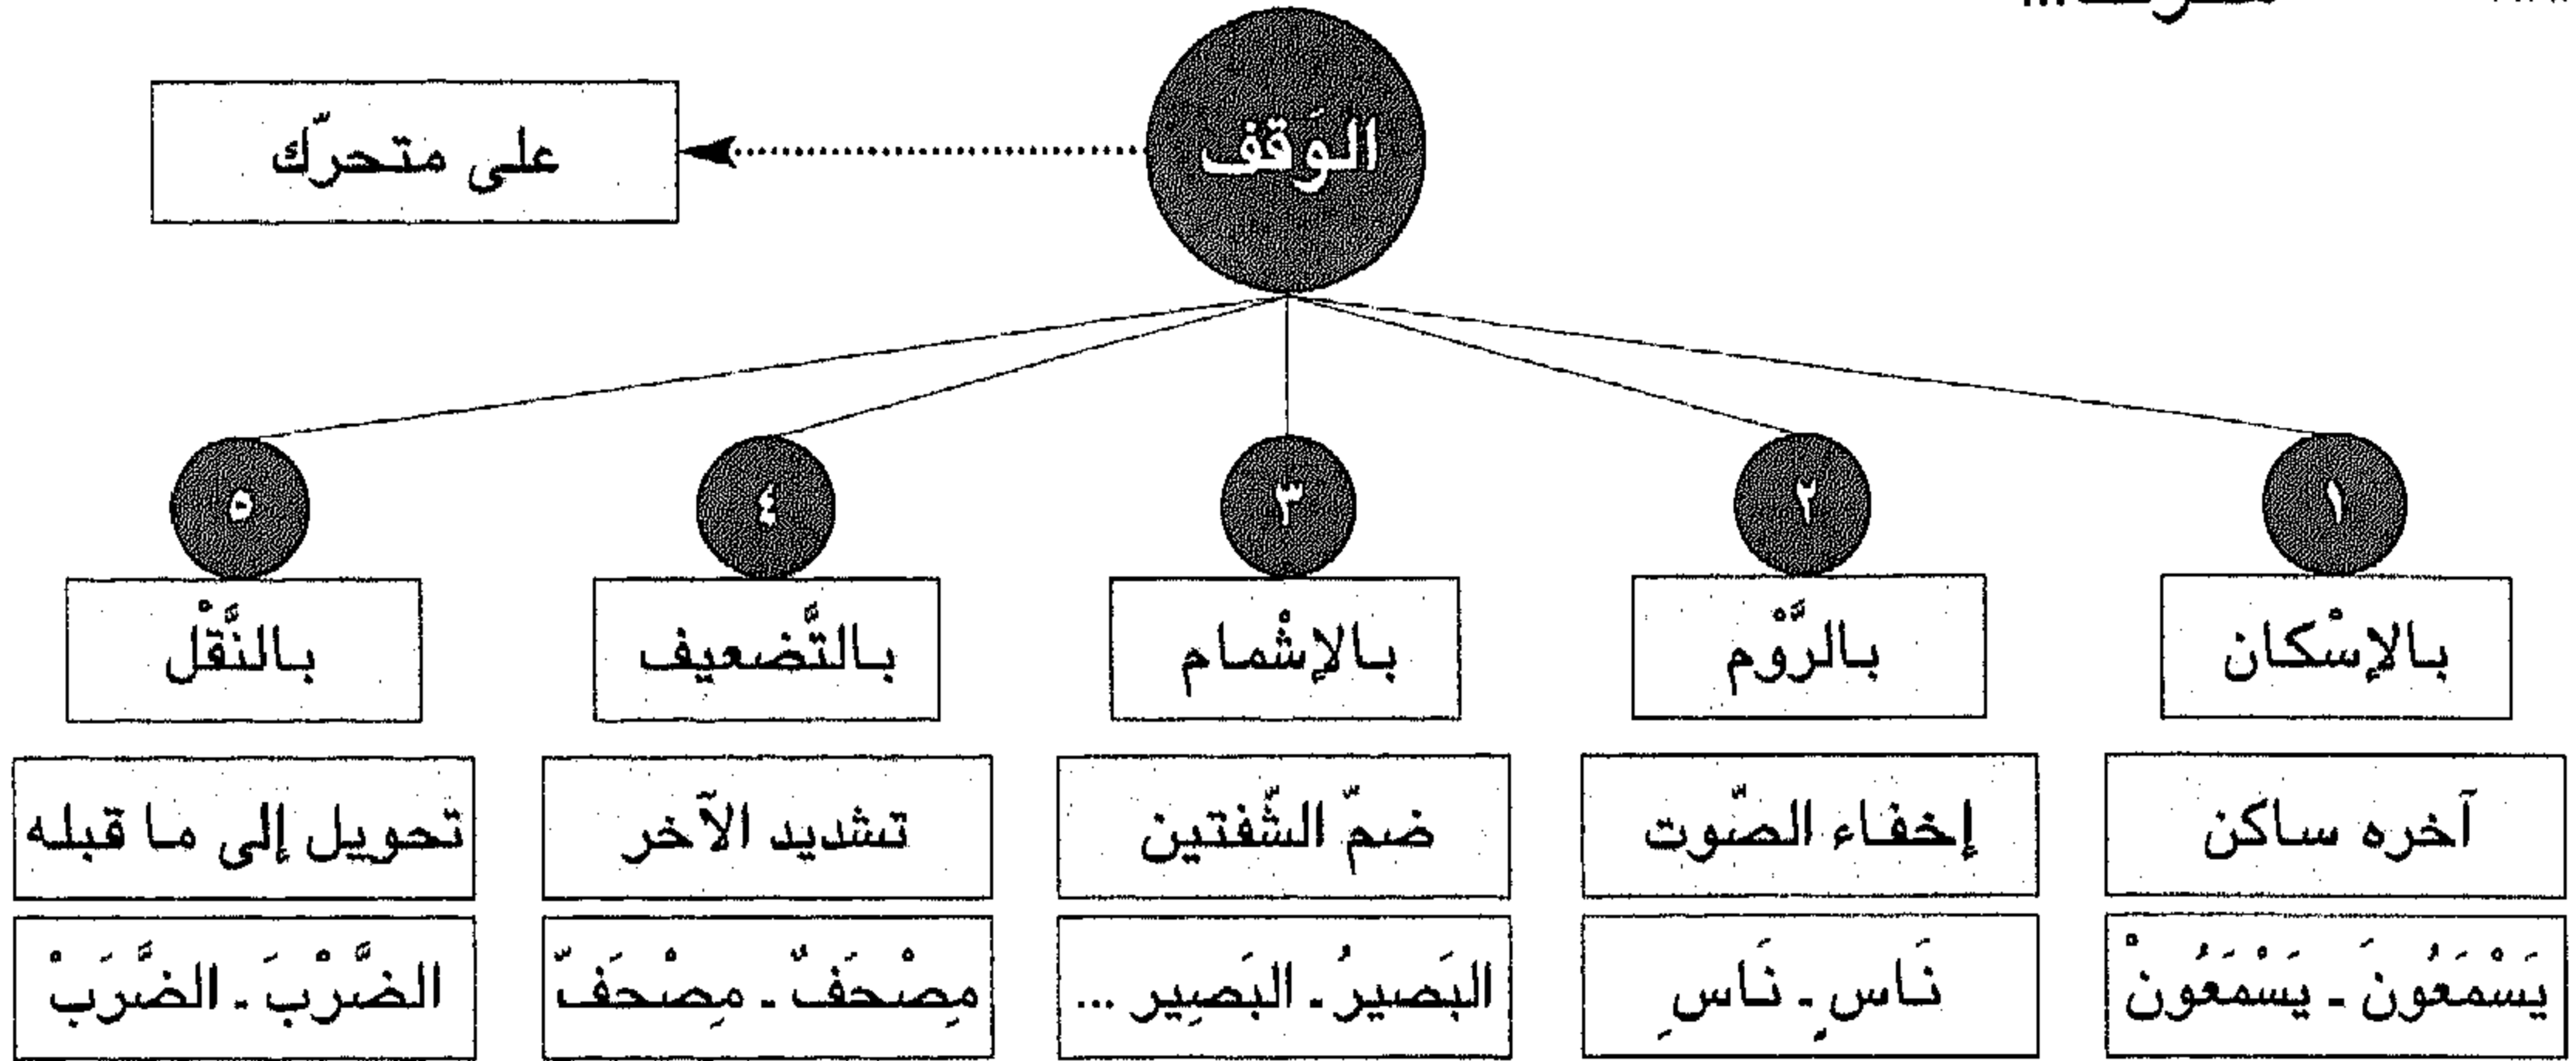 الوَقف
على متحرّك
١
٢
٣
٤
٥
بالإسْكان
بالرَّوْم
بالإشْمام
بالتَّضعيف
بالنَّقْل
آخره ساكن
إخفاء الصّوت
ضمّ الشّفتين
تشديد الآخر
تحويل إلى ما قبله
يَسْمَعُونَ ـ يَسْمَعُونْ
نَاسٍ ـ نَاسِ
البَصيرُ ـ البَصِير ...
مِصْحَفٌ ـ مِصْحَفّ
الضَّرْبَ ـ الضَّرَبْ